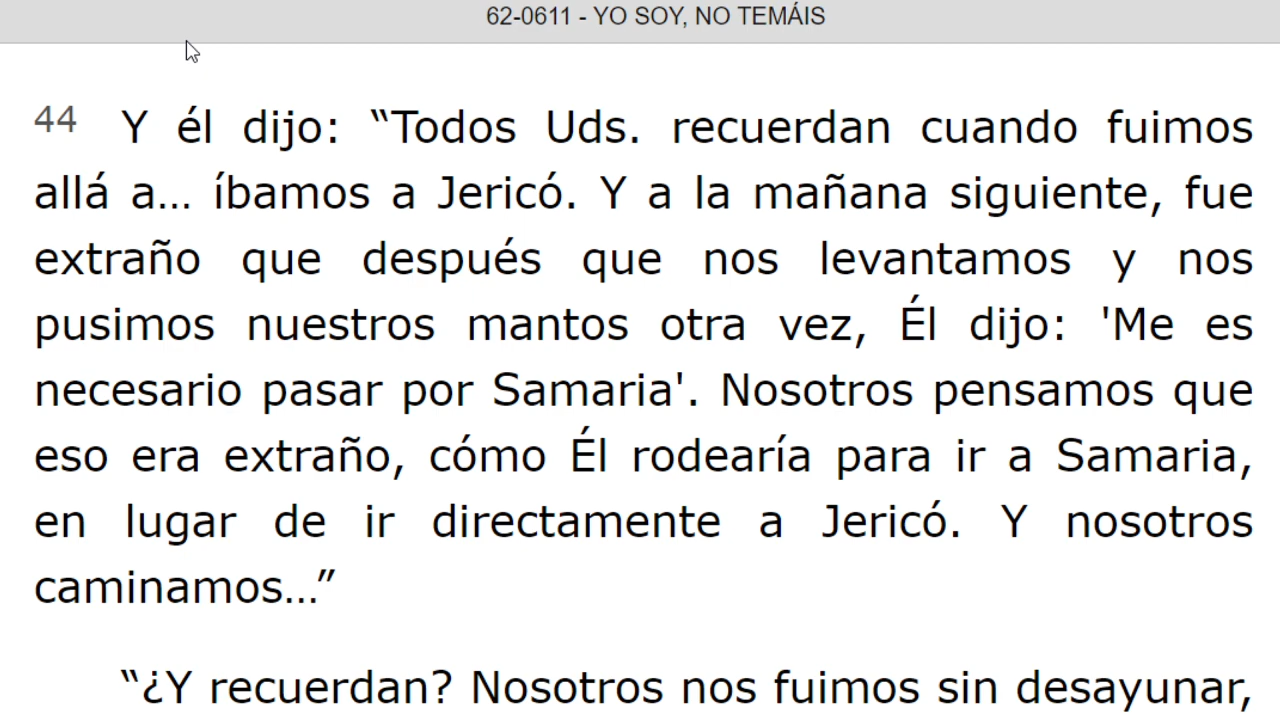 62-0611 - YO SOY, NO TEMÁIS
44 Y él dijo: “Todos Uds. recuerdan cuando fuimos
allá a... íbamos a Jericó. Y a la mañana siguiente, fue
extraño que después que nos levantamos y nos
pusimos nuestros mantos otra vez, Él dijo: 'Me es
necesario pasar por Samaria'. Nosotros pensamos que
eso era extraño, cómo Él rodearía para ir a Samaria,
en lugar de ir directamente a Jericó. Y nosotros
caminamos...”
“¿Y recuerdan? Nosotros nos fuimos sin desayunar,